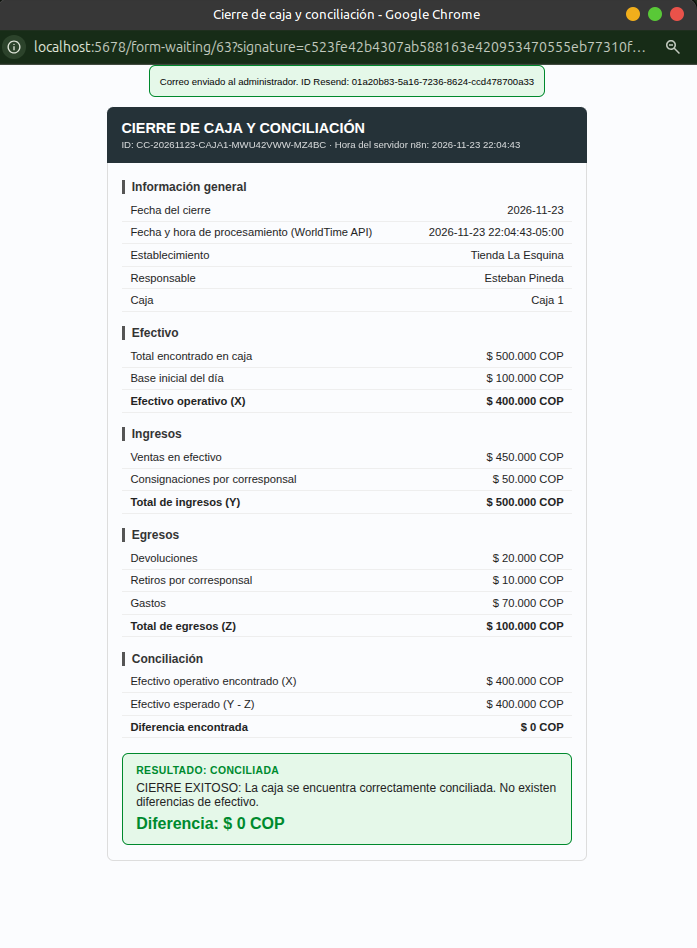 Cierre de caja y conciliación - Google Chrome
localhost:5678/form-waiting/63?signature=c523fe42b4307ab588163e420953470555eb77310f...
Correo enviado al administrador. ID Resend: 01a20b83-5a16-7236-8624-ccd478700a33
CIERRE DE CAJA Y CONCILIACIÓN
ID: CC-20261123-CAJA1-MWU42VWW-MZ4BC · Hora del servidor n8n: 2026-11-23 22:04:43
Información general
Fecha del cierre 2026-11-23
Fecha y hora de procesamiento (WorldTime API) 2026-11-23 22:04:43-05:00
Establecimiento Tienda La Esquina
Responsable Esteban Pineda
Caja Caja 1
Efectivo
Total encontrado en caja $ 500.000 COP
Base inicial del día $ 100.000 COP
Efectivo operativo (X) $ 400.000 COP
Ingresos
Ventas en efectivo $ 450.000 COP
Consignaciones por corresponsal $ 50.000 COP
Total de ingresos (Y) $ 500.000 COP
Egresos
Devoluciones $ 20.000 COP
Retiros por corresponsal $ 10.000 COP
Gastos $ 70.000 COP
Total de egresos (Z) $ 100.000 COP
Conciliación
Efectivo operativo encontrado (X) $ 400.000 COP
Efectivo esperado (Y - Z) $ 400.000 COP
Diferencia encontrada $ 0 COP
RESULTADO: CONCILIADA
CIERRE EXITOSO: La caja se encuentra correctamente conciliada. No existen
diferencias de efectivo.
Diferencia: $ 0 COP